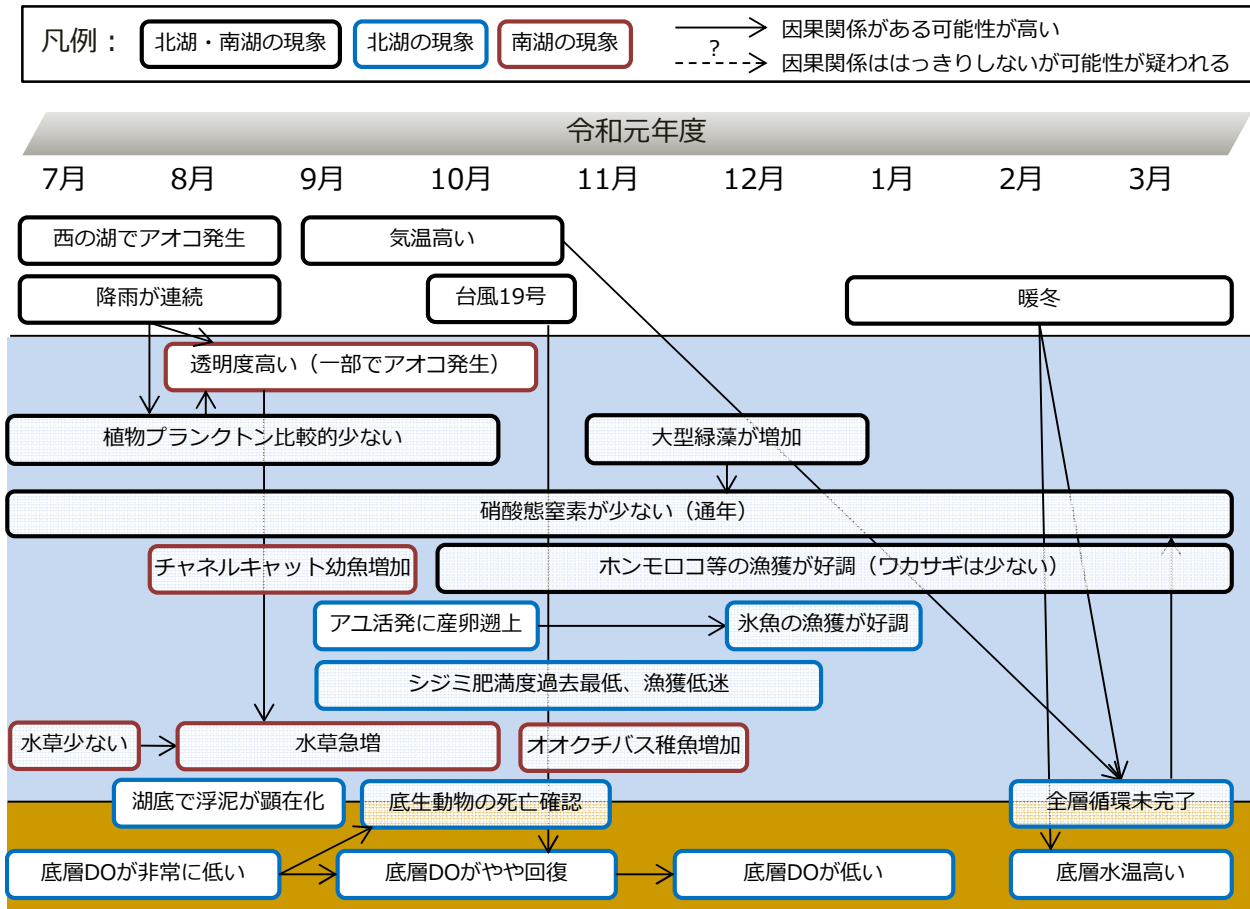 凡例：
北湖・南湖の現象
北湖の現象
南湖の現象
因果関係がある可能性が高い
?
因果関係ははっきりしないが可能性が疑われる
令和元年度
7月 8月 9月 10月 11月 12月 1月 2月 3月
西の湖でアオコ発生
気温高い
降雨が連続
台風19号
暖冬
透明度高い（一部でアオコ発生）
植物プランクトン比較的少ない
大型緑藻が増加
硝酸態窒素が少ない（通年）
チャネルキャット幼魚増加
ホンモロコ等の漁獲が好調（ワカサギは少ない）
アユ活発に産卵遡上
氷魚の漁獲が好調
シジミ肥満度過去最低、漁獲低迷
水草少ない
水草急増
オオクチバス稚魚増加
湖底で浮泥が顕在化
底生動物の死亡確認
全層循環未完了
底層DOが非常に低い
底層DOがやや回復
底層DOが低い
底層水温高い